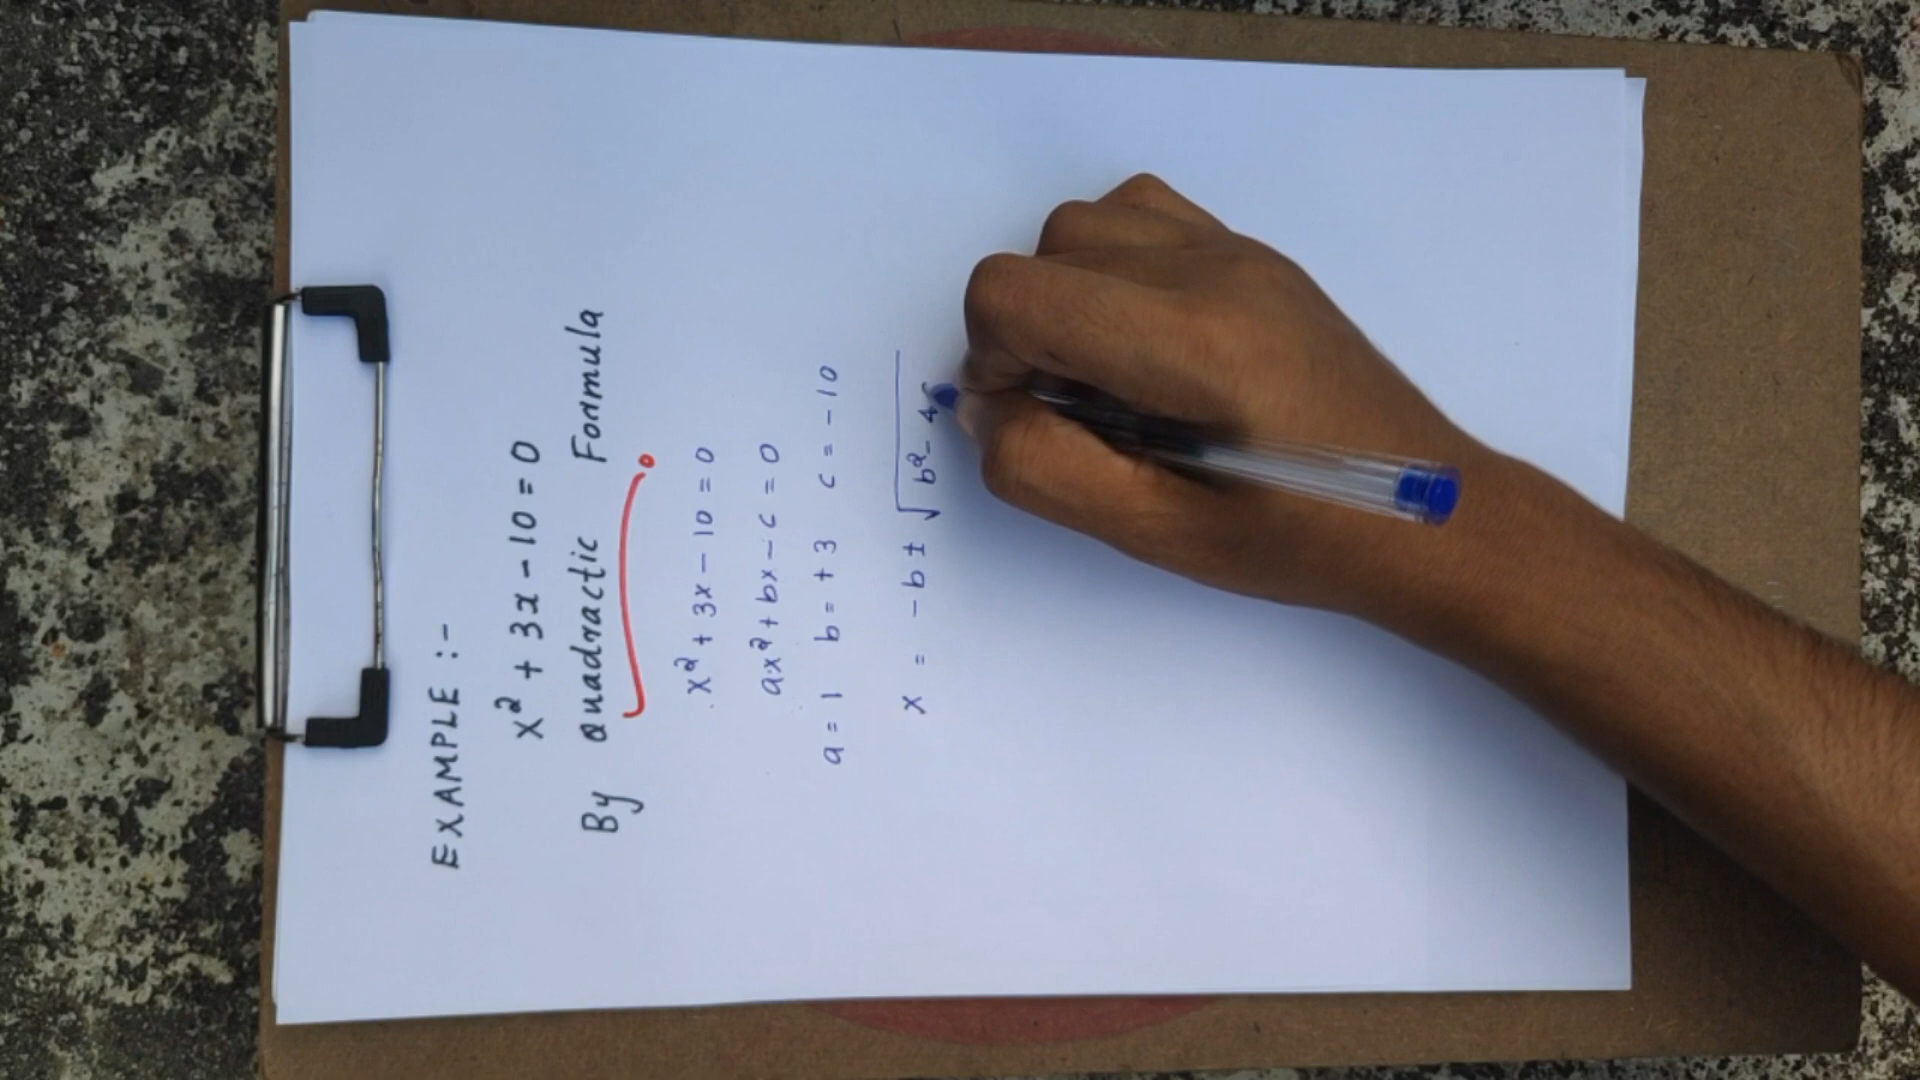 EXAMPLE :-
x² + 3x - 10 = 0
By Quadractic Formula
x² + 3x - 10 = 0
ax² + bx - c = 0
a = 1 b = + 3 c = - 10
x = - b ± √b² - 4